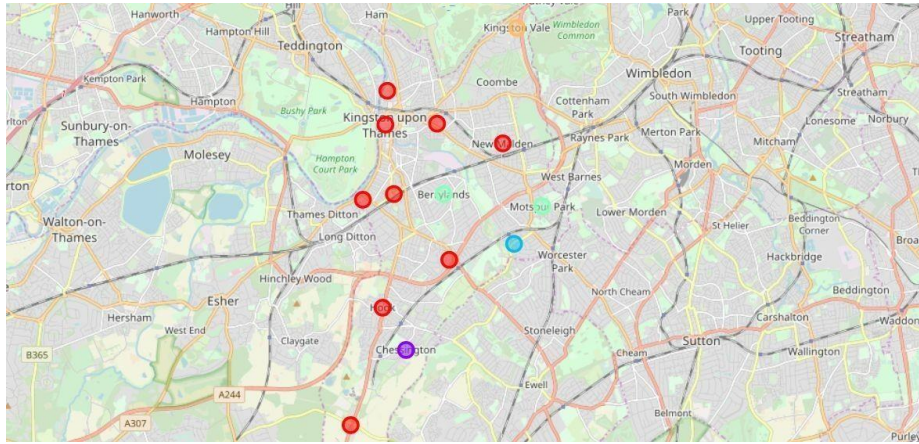 Hanworth
Hampton Hill
Teddington
Ham
Kingston Vale
Wimbledon
Common
Park
Upper Tooting
Streatham
Tooting
Kempton Park
Hampton
Bushy Park
Coombe
Wimbledon
Cottenham
Park
South Wimbledon
Streatham
Lonesome
Norbury
Sunbury-on-
Thames
Kingston upon
Thames
Raynes Park
Merton Park
Mitcham
Molesey
Hampton
Court Park
New Malden
Morden
West Barnes
Berrylands
Walton-on-
Thames
Thames Ditton
Motspur Park
Lower Morden
St Helier
Beddington
Corner
Long Ditton
Hackbridge
Worcester
Park
Hinchley Wood
Beddington
North Cheam
Esher
Hersham
Hook
Carshalton
West End
Stoneleigh
Claygate
Sutton
Wallington
B365
Chessington
Cheam
Ewell
A244
Belmont
A307